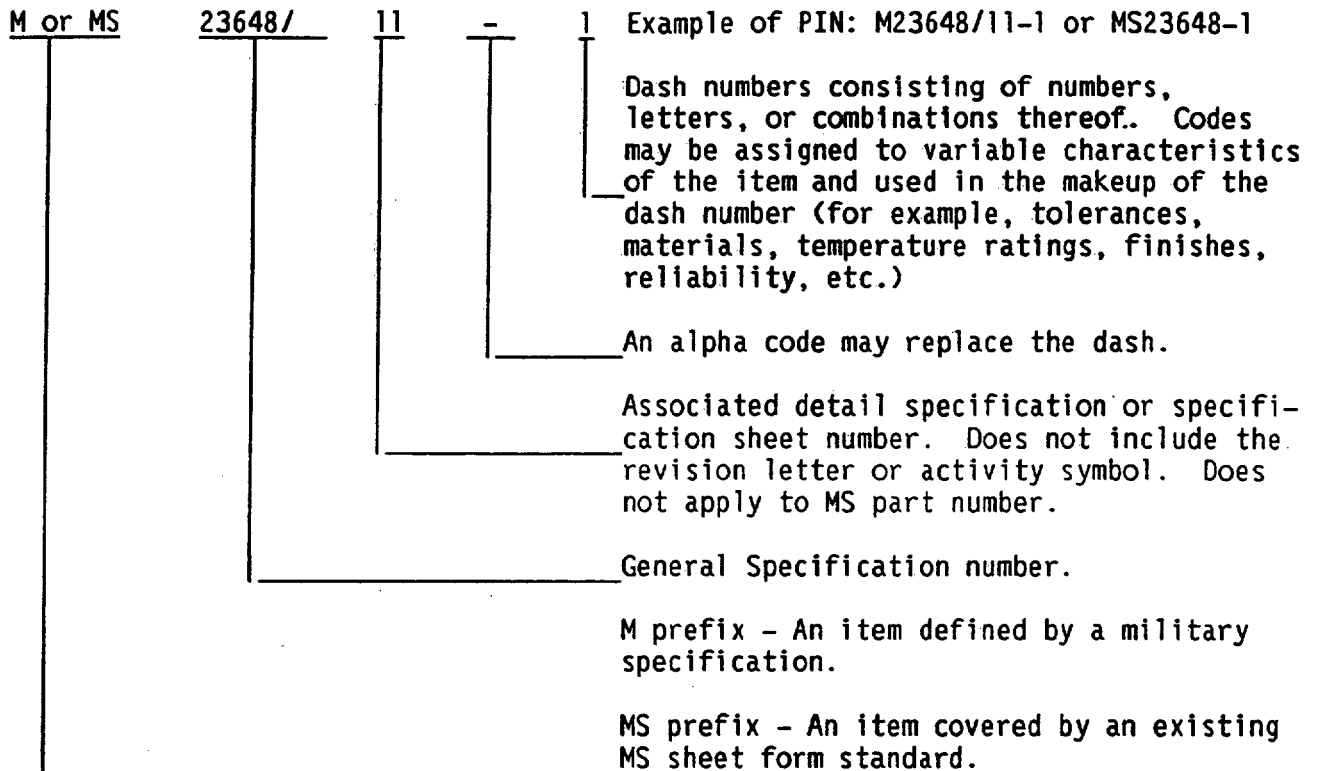 M or MS 23648/ 11 - 1 Example of PIN: M23648/11-1 or MS23648-1
Dash numbers consisting of numbers,
letters, or combinations thereof. Codes
may be assigned to variable characteristics
of the item and used in the makeup of the
dash number (for example, tolerances,
materials, temperature ratings, finishes,
reliability, etc.)
An alpha code may replace the dash.
Associated detail specification or specifi-
cation sheet number. Does not include the
revision letter or activity symbol. Does
not apply to MS part number.
General Specification number.
M prefix - An item defined by a military
specification.
MS prefix - An item covered by an existing
MS sheet form standard.